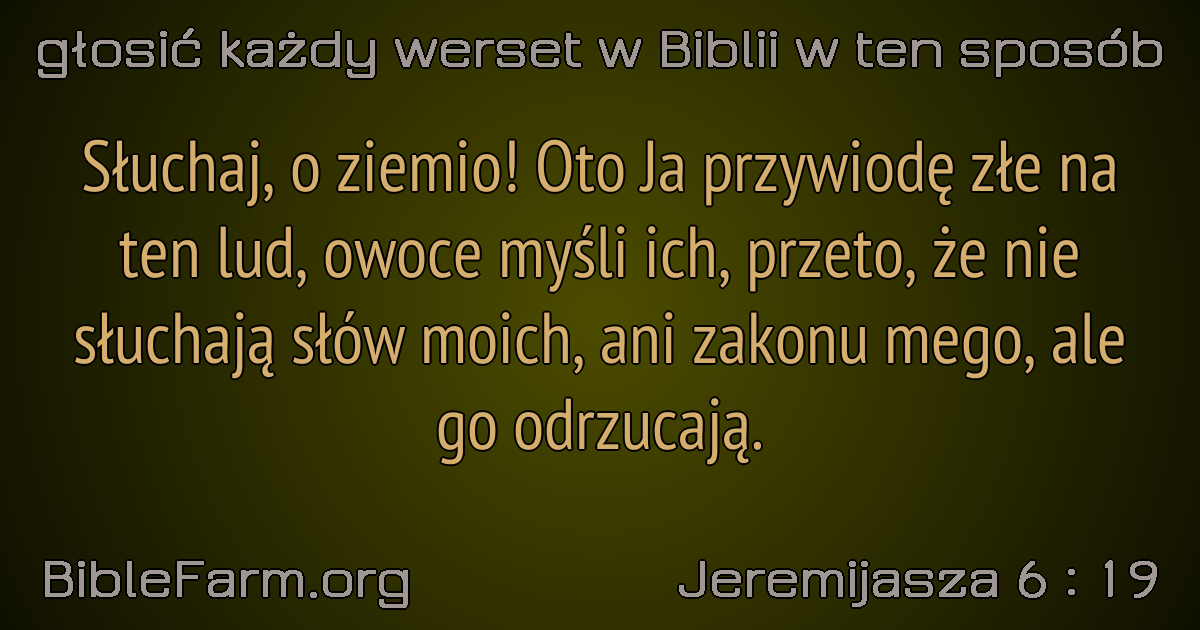 głosić każdy werset w Biblii w ten sposób
Słuchaj, o ziemio! Oto Ja przywiodę złe na
ten lud, owoce myśli ich, przeto, że nie
słuchają słów moich, ani zakonu mego, ale
go odrzucają.
BibleFarm.org
Jeremijasza 6 : 19